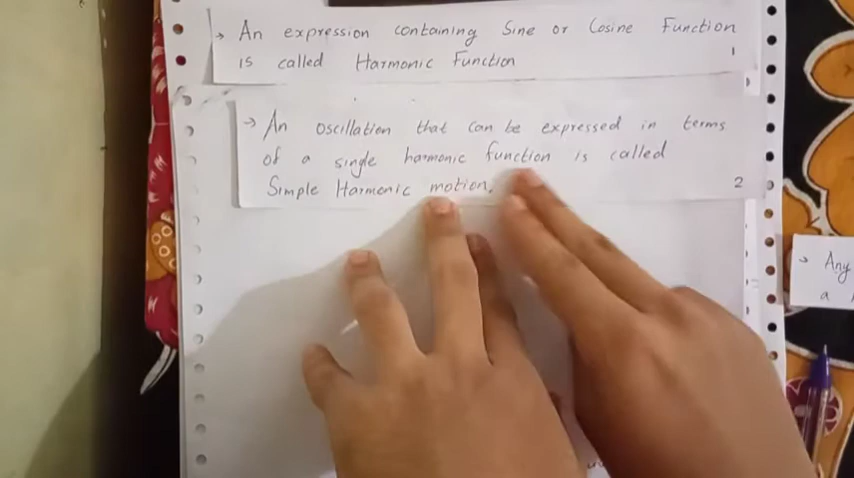 → An expression containing Sine or Cosine Function
is called Harmonic Function
1
→ An oscillation that can be expressed in terms
of a single harmonic function is called
Simple Harmonic motion.
2
→ Any
a